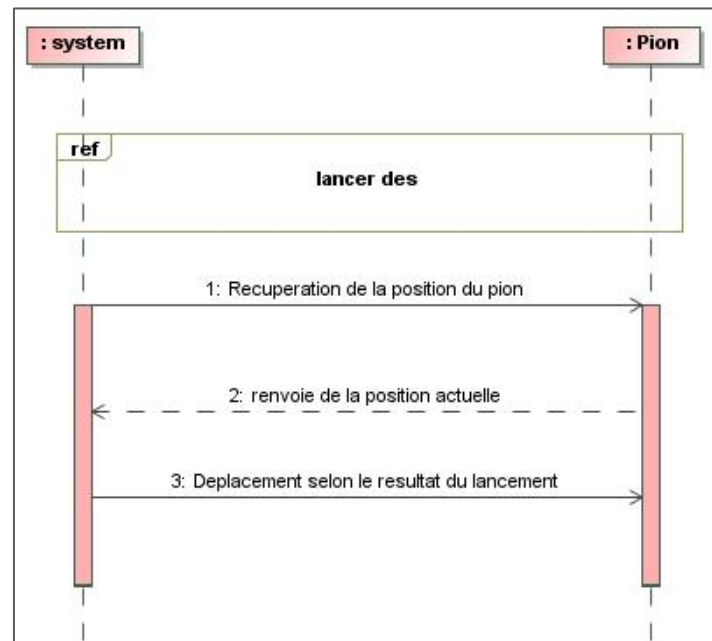 : system
: Pion
ref
lancer des
1: Recuperation de la position du pion
2: renvoie de la position actuelle
3: Deplacement selon le resultat du lancement